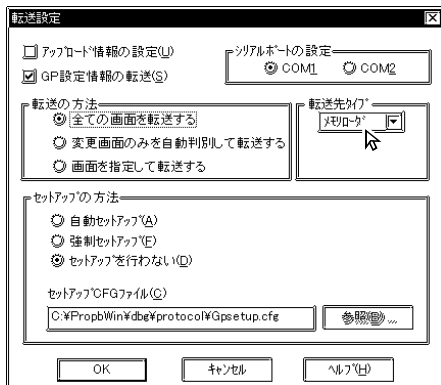 転送設定
ｱｯﾌﾟﾛｰﾄﾞ情報の設定(U)
GP設定情報の転送(S)
ｼﾘｱﾙﾎﾟｰﾄの設定
COM1
COM2
転送の方法
全ての画面を転送する
変更画面のみを自動判別して転送する
画面を指定して転送する
転送先ﾀｲﾌﾟ
ﾒﾓﾘﾛｰﾀﾞ
ｾｯﾄｱｯﾌﾟの方法
自動ｾｯﾄｱｯﾌﾟ(A)
強制ｾｯﾄｱｯﾌﾟ(F)
ｾｯﾄｱｯﾌﾟを行わない(D)
ｾｯﾄｱｯﾌﾟCFGﾌｧｲﾙ(C)
C:¥PropbWin¥dbg¥protocol¥Gpsetup.cfg
参照(B) ...
OK
ｷｬﾝｾﾙ
ﾍﾙﾌﾟ(H)